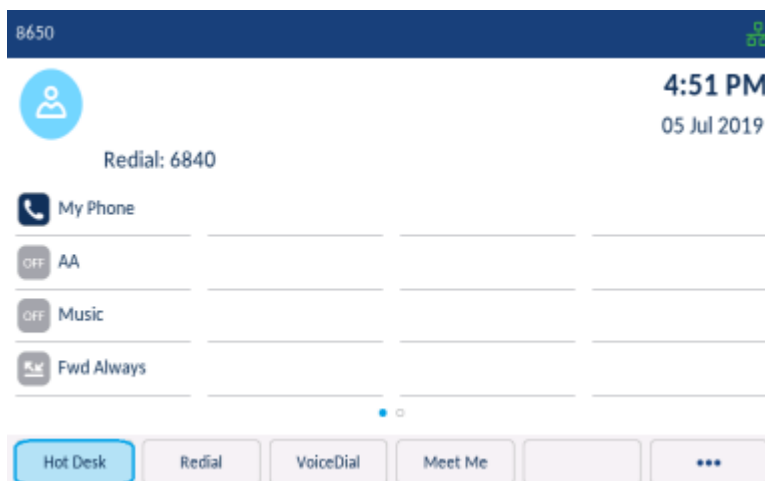 8650
4:51 PM
05 Jul 2019
Redial: 6840
My Phone
OFF AA
OFF Music
Fwd Always
Hot Desk Redial VoiceDial Meet Me •••